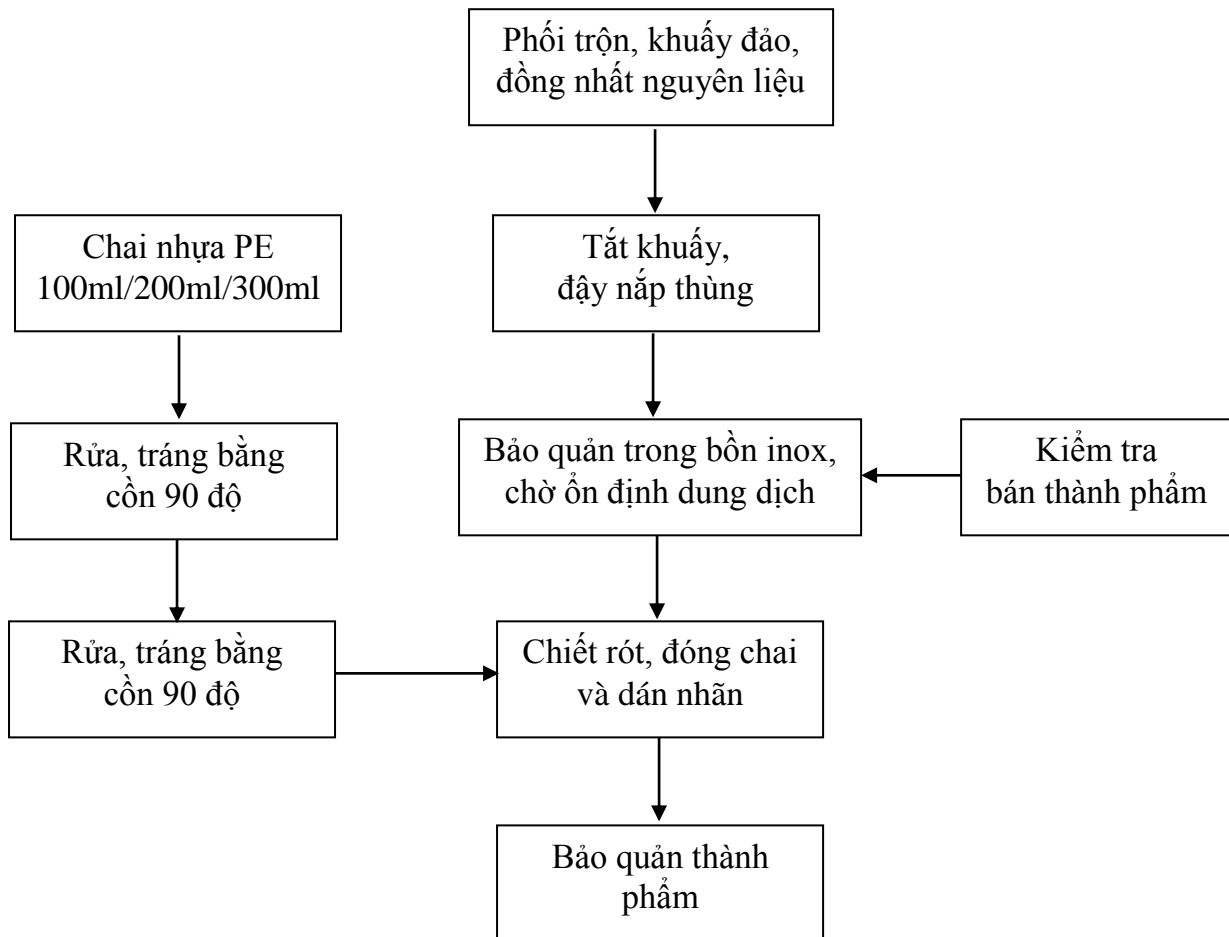 Phối trộn, khuấy đảo,
đồng nhất nguyên liệu
Chai nhựa PE
100ml/200ml/300ml
Tắt khuấy,
đậy nắp thùng
Rửa, tráng bằng
cồn 90 độ
Bảo quản trong bồn inox,
chờ ổn định dung dịch
Kiểm tra
bán thành phẩm
Rửa, tráng bằng
cồn 90 độ
Chiết rót, đóng chai
và dán nhãn
Bảo quản thành
phẩm